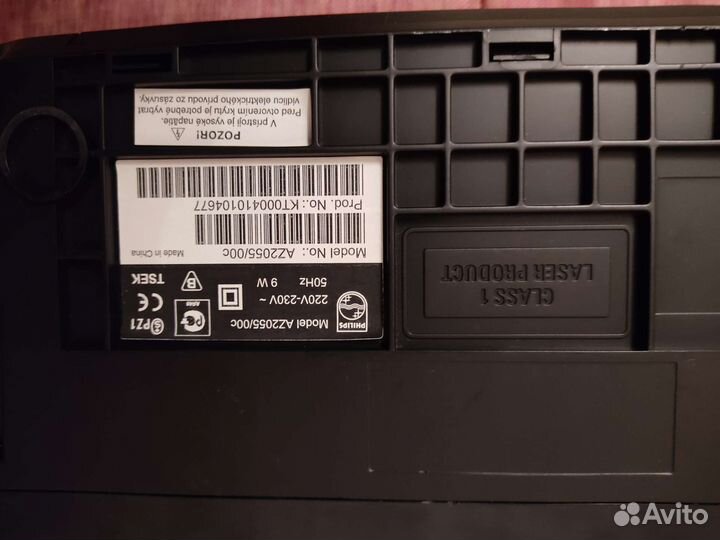 PHILIPS
Model AZ2055/00c
220V-230V ~
50Hz 9 W
PZ1
CE
TSEK
B
Model No.: AZ2055/00c
Made in China
Prod. No.: KT000410104677
POZOR!
V prístroji je vysoké napätie.
Pred otvorením krytu je potrebné vybrať
vidlicu elektrického prívodu zo zásuvky.
CLASS 1
LASER PRODUCT
Avito